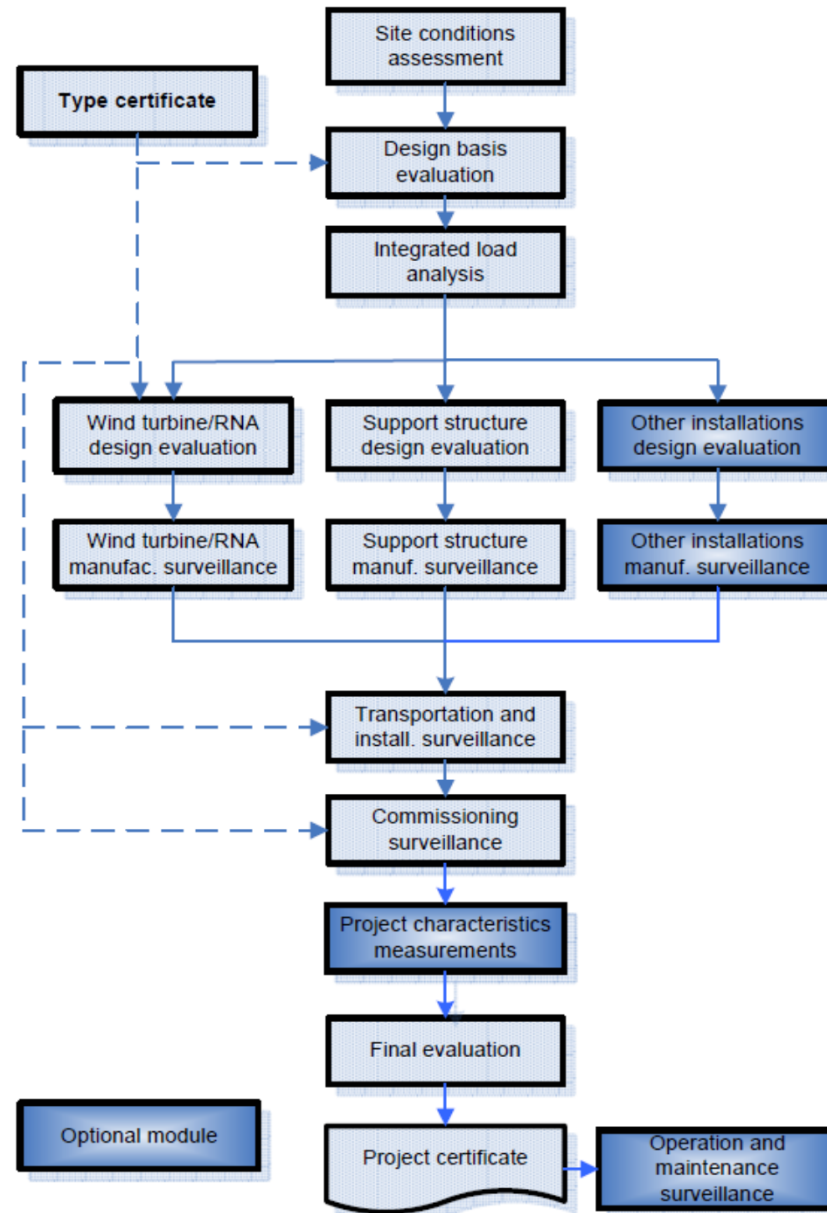 Site conditions
assessment
Type certificate
Design basis
evaluation
Integrated load
analysis
Wind turbine/RNA
design evaluation
Support structure
design evaluation
Other installations
design evaluation
Wind turbine/RNA
manufac. surveillance
Support structure
manuf. surveillance
Other installations
manuf. surveillance
Transportation and
install. surveillance
Commissioning
surveillance
Project characteristics
measurements
Final evaluation
Optional module
Project certificate
Operation and
maintenance
surveillance